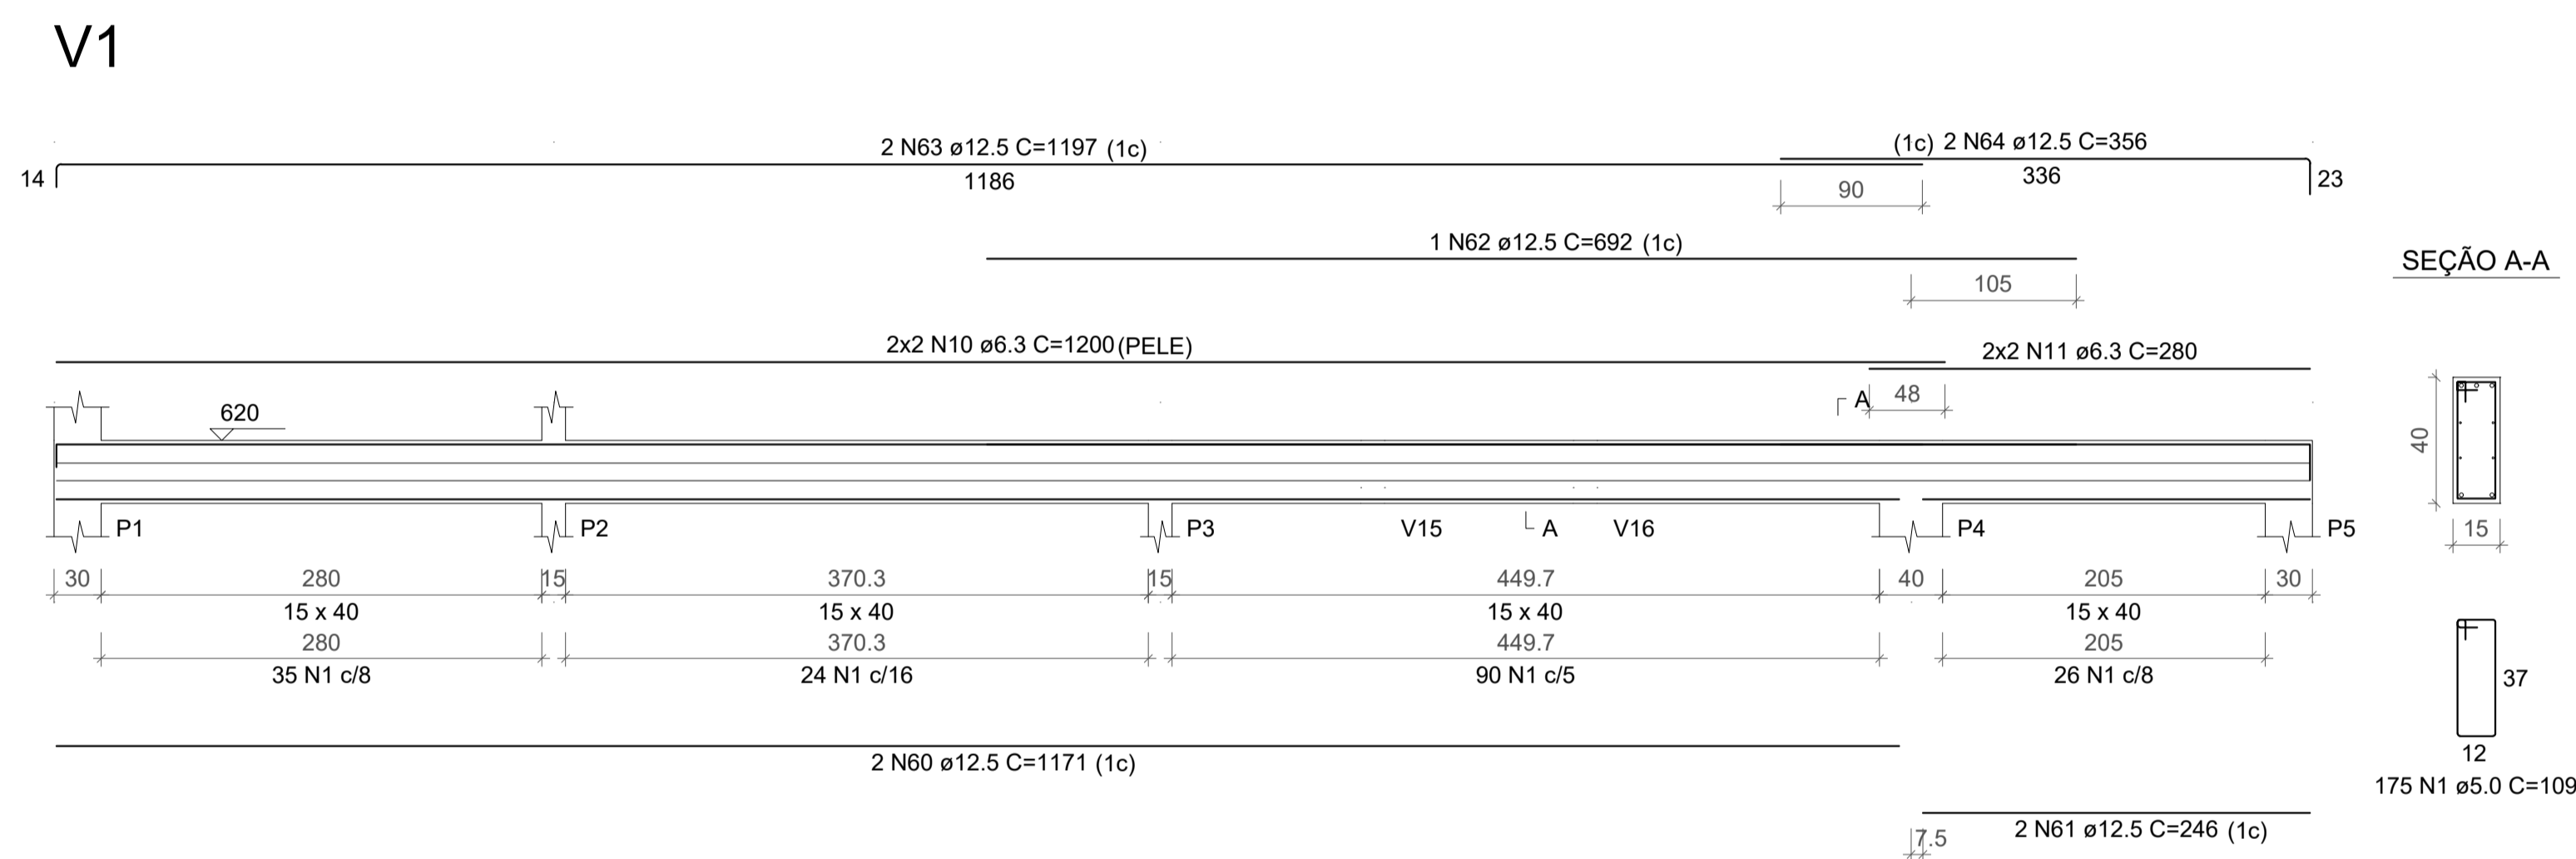 V1
2 N63 ø12.5 C=1197 (1c)
(1c) 2 N64 ø12.5 C=356
14
1186
336
23
90
1 N62 ø12.5 C=692 (1c)
SEÇÃO A-A
105
2x2 N10 ø6.3 C=1200(PELE)
2x2 N11 ø6.3 C=280
620
A
48
40
P1
P2
P3
V15
A
V16
P4
P5
15
30
280
15
370.3
15
449.7
40
205
30
15 x 40
15 x 40
15 x 40
15 x 40
280
370.3
449.7
205
35 N1 c/8
24 N1 c/16
90 N1 c/5
26 N1 c/8
37
12
2 N60 ø12.5 C=1171 (1c)
175 N1 ø5.0 C=109
7.5
2 N61 ø12.5 C=246 (1c)